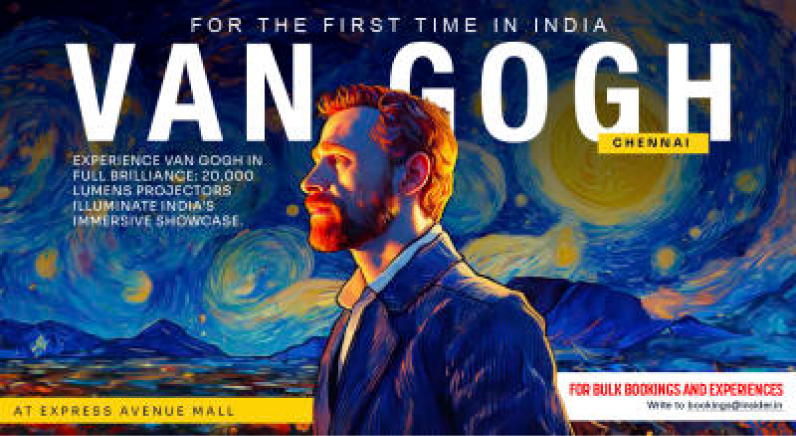 FOR THE FIRST TIME IN INDIA
VAN GOGH
CHENNAI
EXPERIENCE VAN GOGH IN
FULL BRILLIANCE: 20,000
LUMENS PROJECTORS
ILLUMINATE INDIA'S
IMMERSIVE SHOWCASE.
FOR BULK BOOKINGS AND EXPERIENCES
Write to bookings@insider.in
AT EXPRESS AVENUE MALL